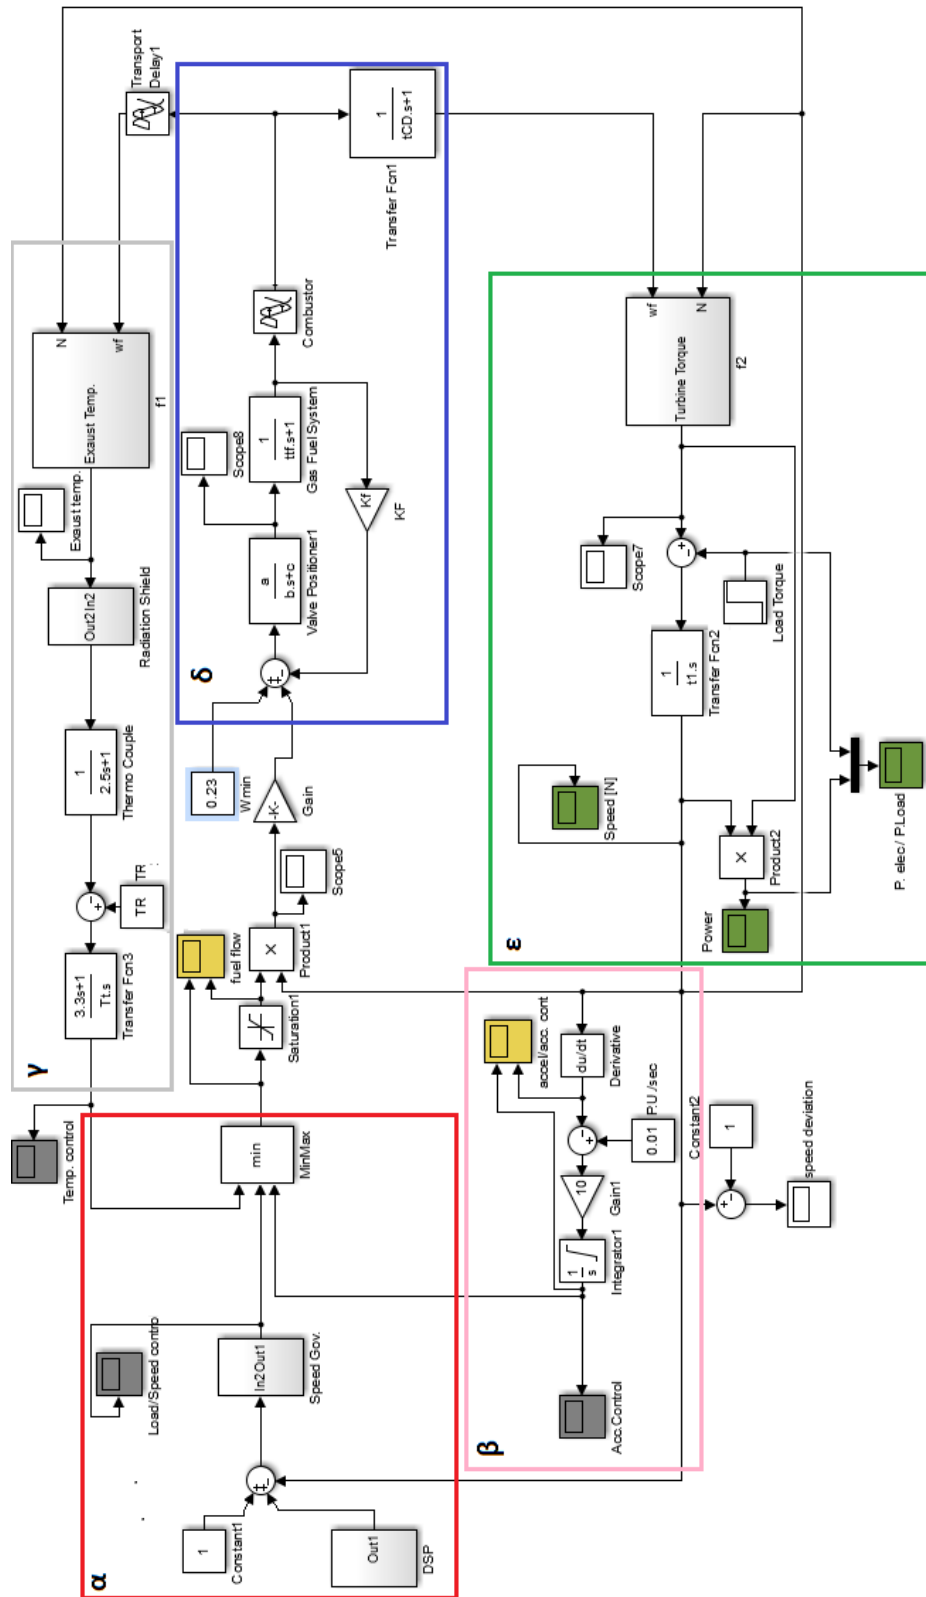 α
1
Constant1
Out1
DSP
‡
-
In2Out1
Speed Gov.
Load/Speed contro
min
MinMax
Temp. control
γ
3.3s+1
Tt.s
Transfer Fcn3
+
-
TR
TR
1
2.5s+1
Thermo Couple
Out2In2
Radiation Shield
Exaust temp.
N
wf
Exaust Temp.
f1
Transport
Delay1
fuel flow
Saturation1
×
Product1
Scope5
-K-
Gain
0.23
Wmin
δ
‡
-
a
b.s+c
Valve Positioner1
Scope8
1
ttf.s+1
Gas Fuel System
Kf
KF
Combustor
1
tCD.s+1
Transfer Fcn1
β
Acc.Control
1
s
Integrator1
10
Gain1
+
-
0.01
P.U./sec
du/dt
Derivative
accel/acc. cont
Constant2
1
+
-
speed deviation
ε
Power
×
Product2
Speed [N]
1
t1.s
Transfer Fcn2
+
-
Scope7
Load Torque
wf
N
Turbine Torque
f2
P. elec./ P.Load